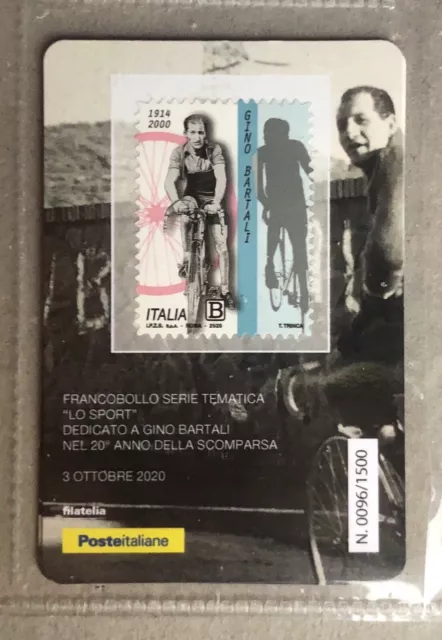 1914
2000
GINO BARTALI
ITALIA B
I.P.Z.S. S.p.A. - ROMA - 2020
T. TRINCA
FRANCOBOLLO SERIE TEMATICA
"LO SPORT"
DEDICATO A GINO BARTALI
NEL 20° ANNO DELLA SCOMPARSA
3 OTTOBRE 2020
N. 0096/1500
filatelia
Posteitaliane